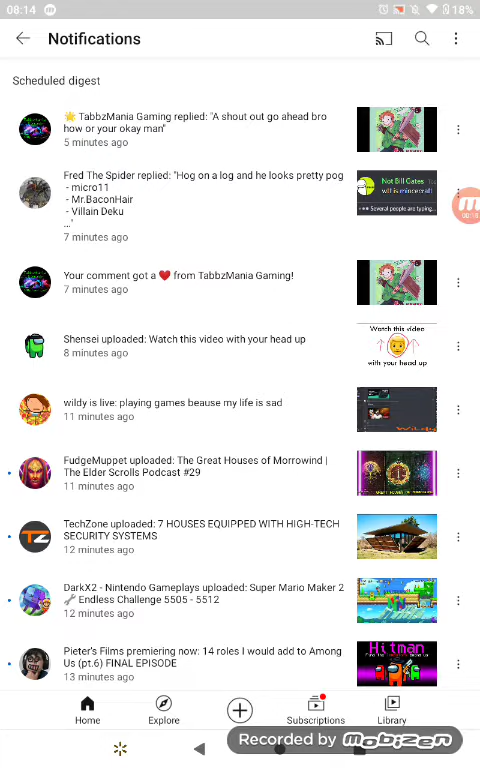 08:14
18%
Notifications
Scheduled digest
🌟 TabbzMania Gaming replied: "A shout out go ahead bro
how or your okay man"
5 minutes ago
Fred The Spider replied: "Hog on a log and he looks pretty pog
- micro11
- Mr.BaconHair
- Villain Deku
..."
7 minutes ago
Not Bill Gates
will is mincecraft
Several people are typing...
00:18
Your comment got a ❤️ from TabbzMania Gaming!
7 minutes ago
Shensei uploaded: Watch this video with your head up
8 minutes ago
Watch this video
with your head up
wildy is live: playing games beause my life is sad
11 minutes ago
FudgeMuppet uploaded: The Great Houses of Morrowind |
The Elder Scrolls Podcast #29
11 minutes ago
TechZone uploaded: 7 HOUSES EQUIPPED WITH HIGH-TECH
SECURITY SYSTEMS
12 minutes ago
TZ
DarkX2 - Nintendo Gameplays uploaded: Super Mario Maker 2
🔧 Endless Challenge 5505 - 5512
12 minutes ago
Pieter's Films premiering now: 14 roles I would add to Among
Us (pt.6) FINAL EPISODE
13 minutes ago
Hitman
Home
Explore
Subscriptions
Library
Recorded by mobizen